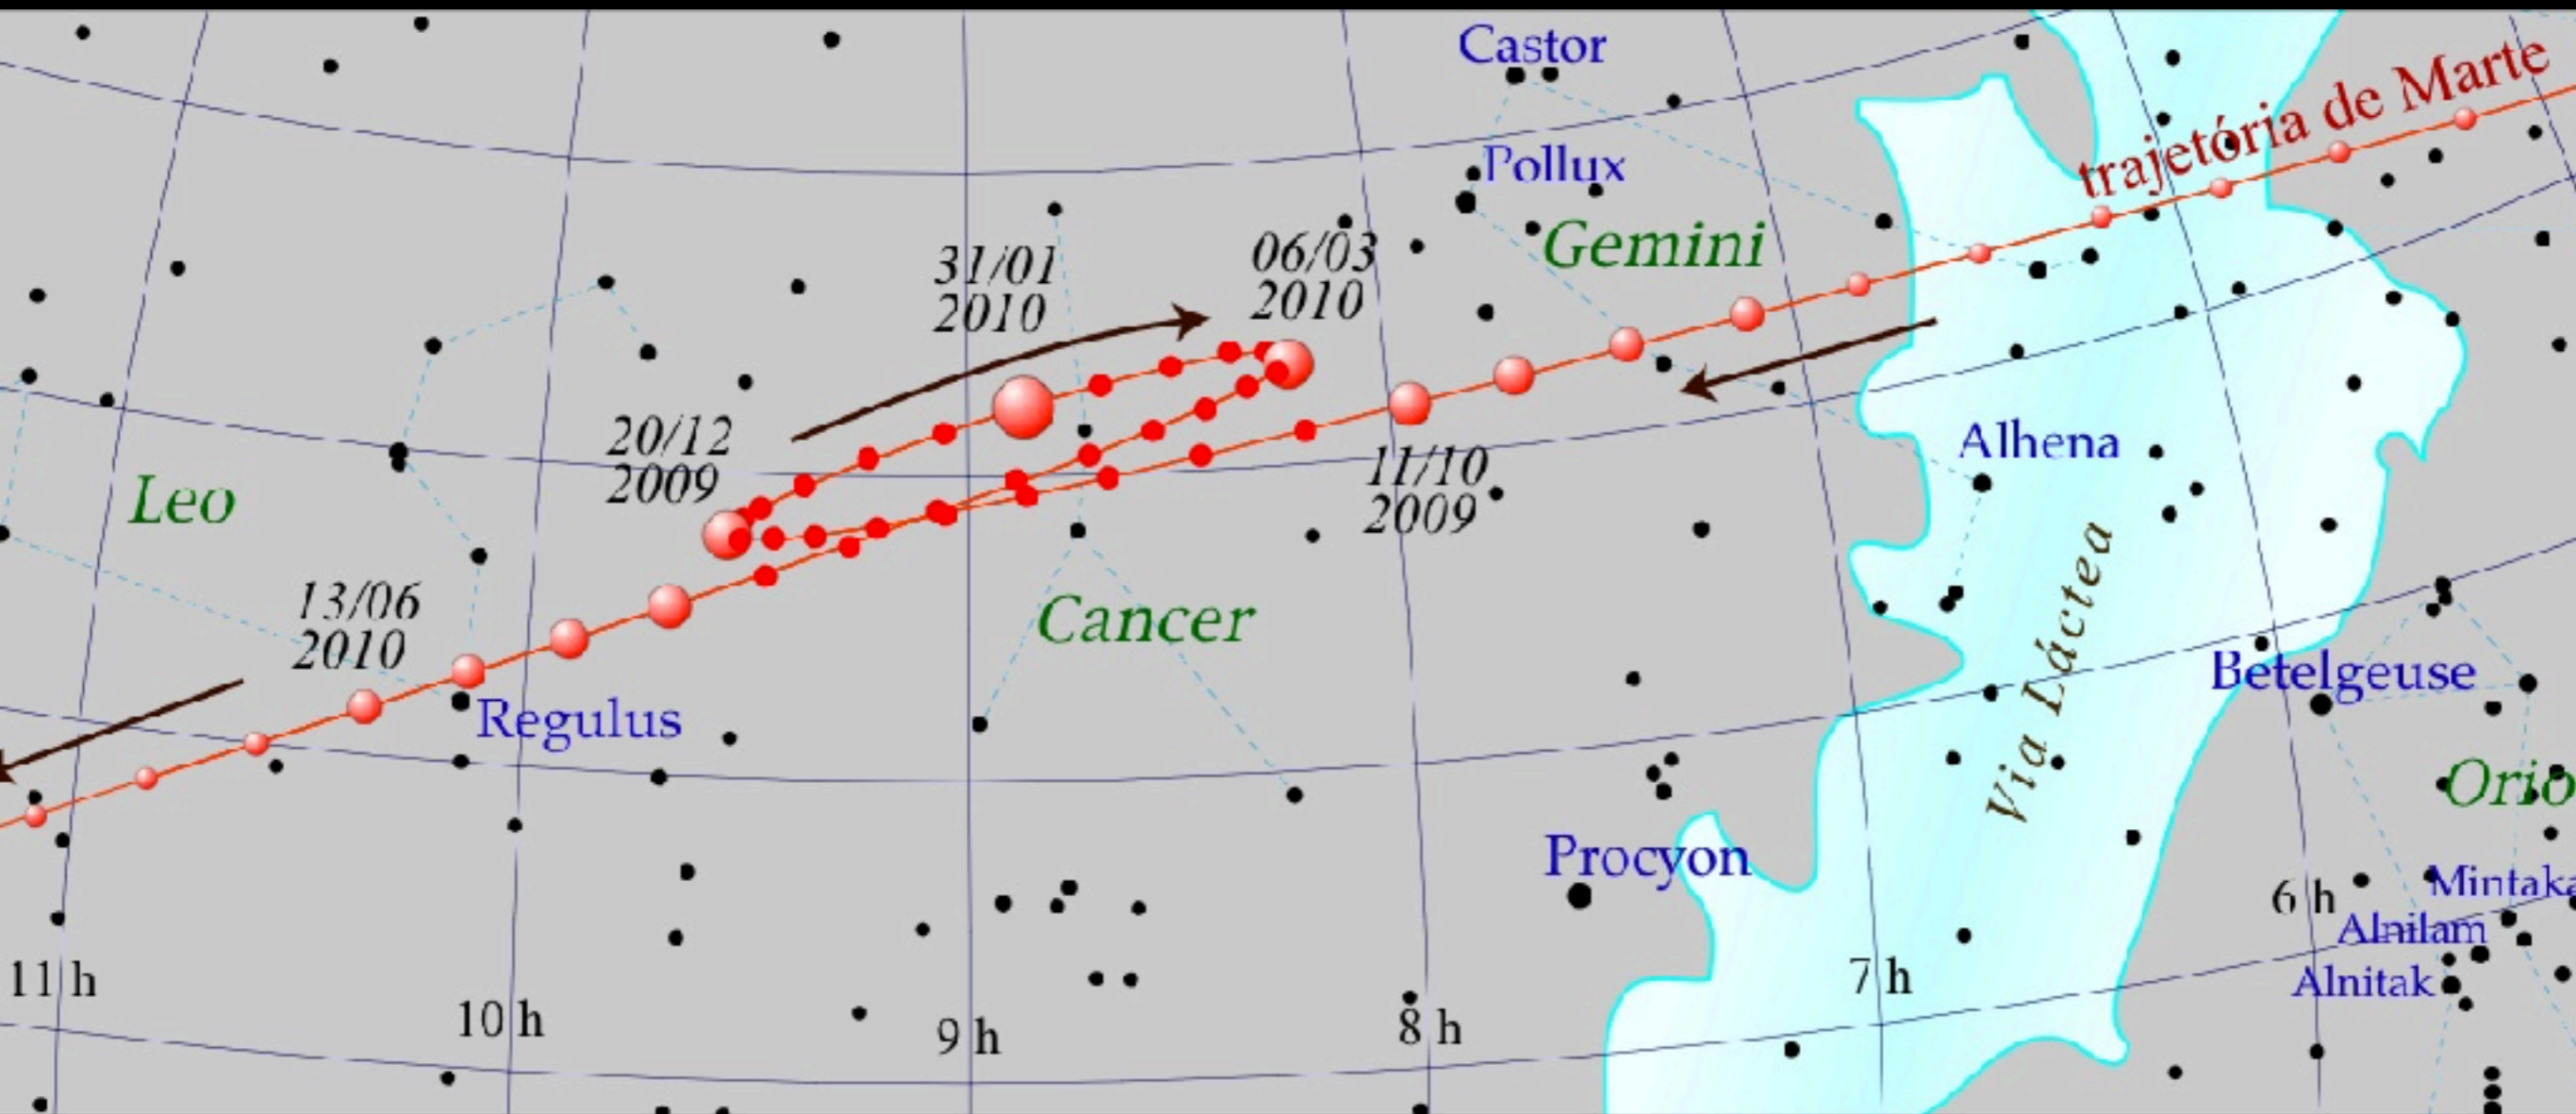 Castor
trajetória de Marte
Pollux
Gemini
31/01
2010
06/03
2010
20/12
2009
11/10
2009
Alhena
Leo
Cancer
13/06
2010
Regulus
Via Láctea
Betelgeuse
Procyon
Orio
Mintaka
Alnilam
Alnitak
11 h
10 h
9 h
8 h
7 h
6 h